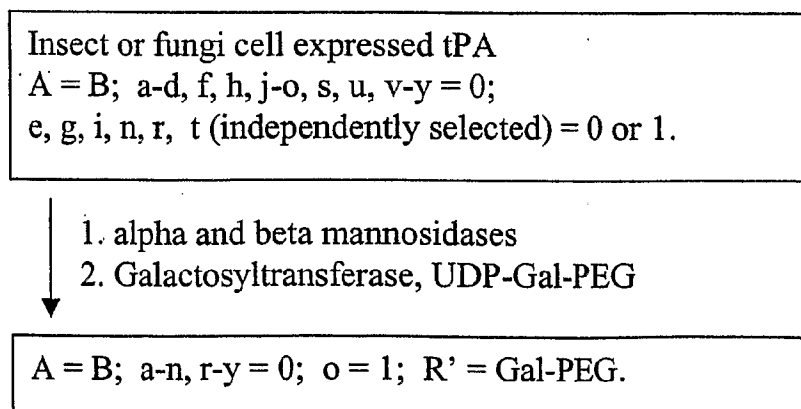 Insect or fungi cell expressed tPA
A = B; a-d, f, h, j-o, s, u, v-y = 0;
e, g, i, n, r, t (independently selected) = 0 or 1.
1. alpha and beta mannosidases
2. Galactosyltransferase, UDP-Gal-PEG
A = B; a-n, r-y = 0; o = 1; R' = Gal-PEG.